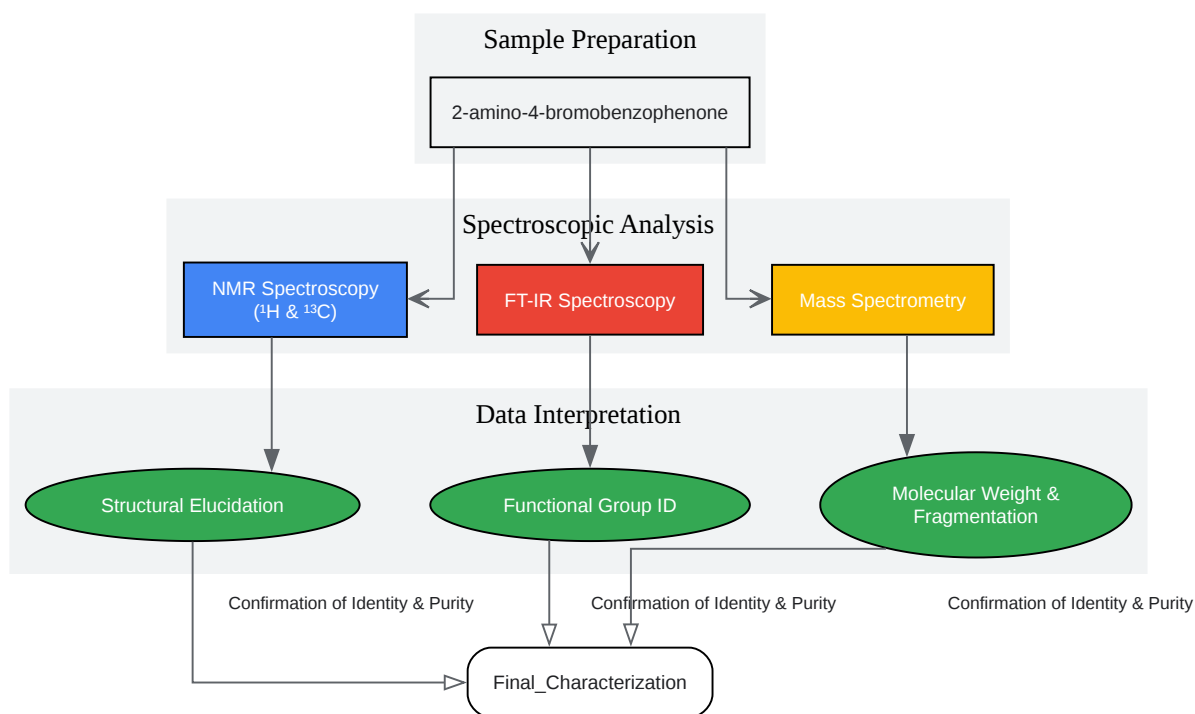 Sample Preparation
2-amino-4-bromobenzophenone
Spectroscopic Analysis
NMR Spectroscopy
(¹H & ¹³C)
FT-IR Spectroscopy
Mass Spectrometry
Data Interpretation
Structural Elucidation
Functional Group ID
Molecular Weight &
Fragmentation
Confirmation of Identity & Purity
Confirmation of Identity & Purity
Confirmation of Identity & Purity
Final_Characterization